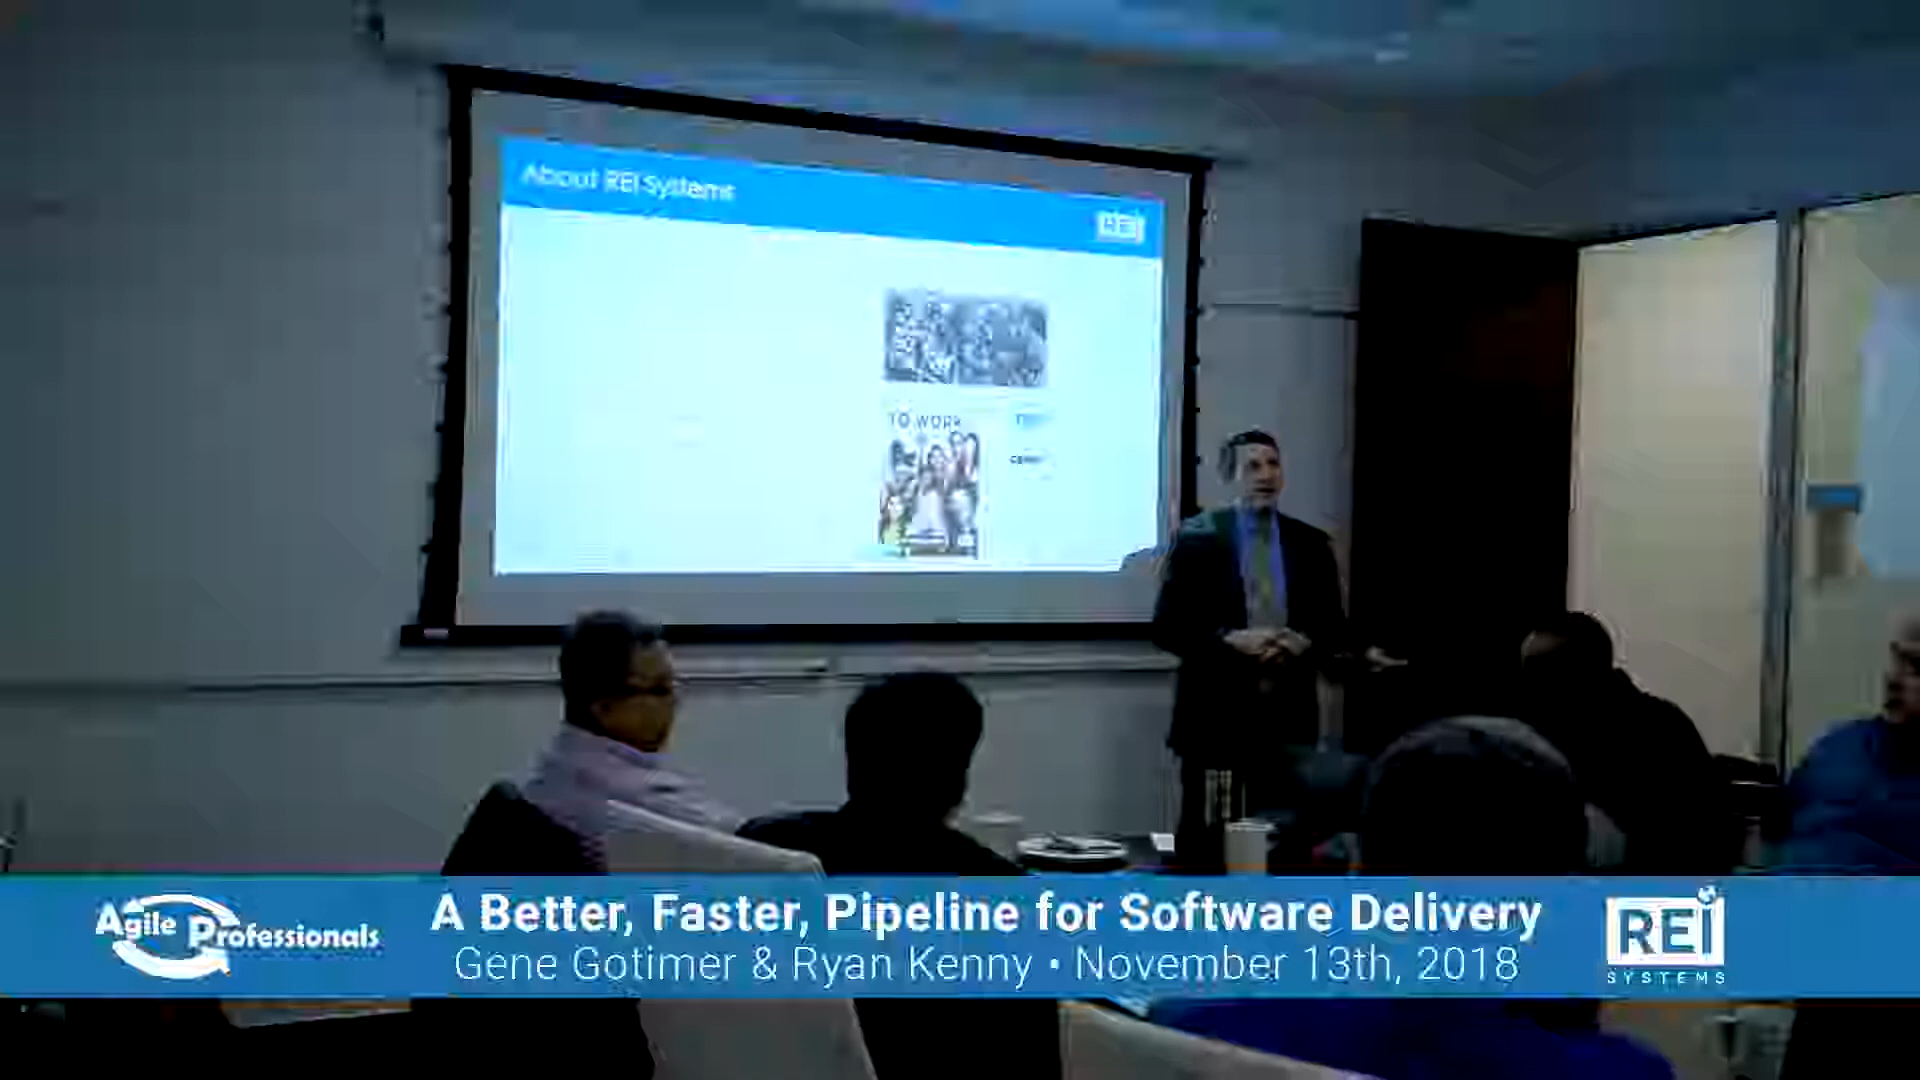 About REI Systems
REI
TO WORK
Agile Professionals
A Better, Faster, Pipeline for Software Delivery
Gene Gotimer & Ryan Kenny • November 13th, 2018
REI
SYSTEMS